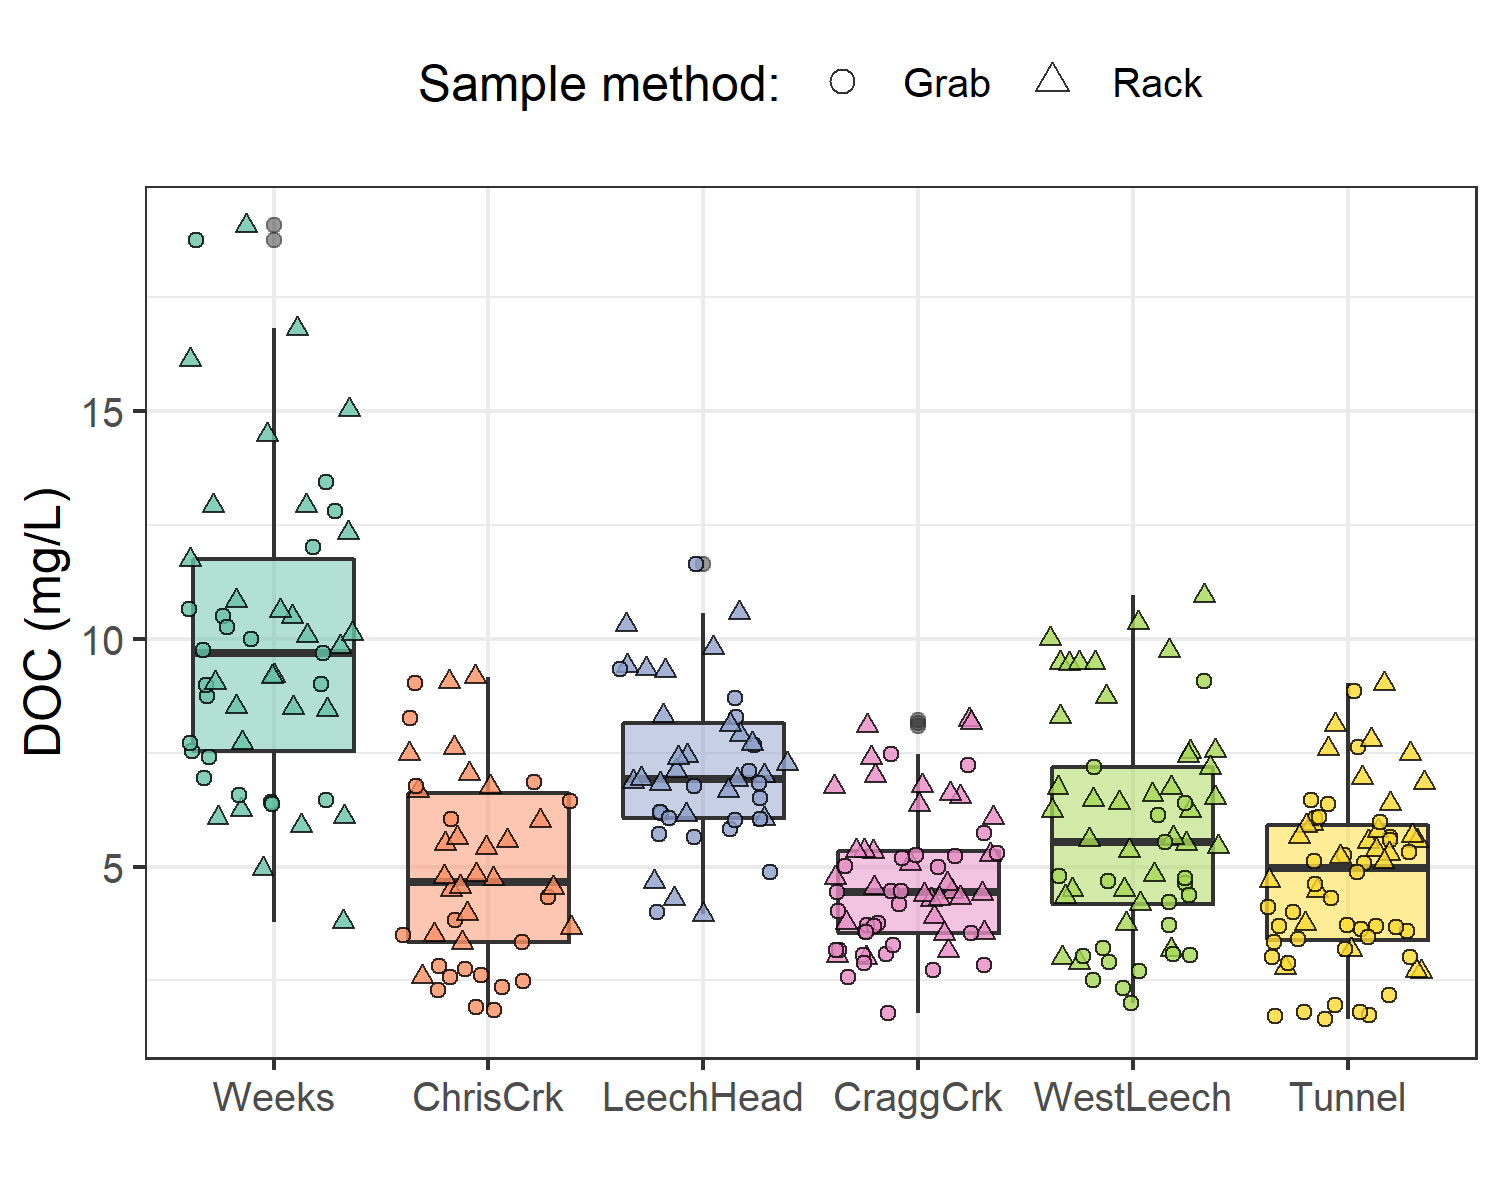 Sample method: Grab Rack
DOC (mg/L)
15
10
5
Weeks ChrisCrk LeechHead CraggCrk WestLeech Tunnel